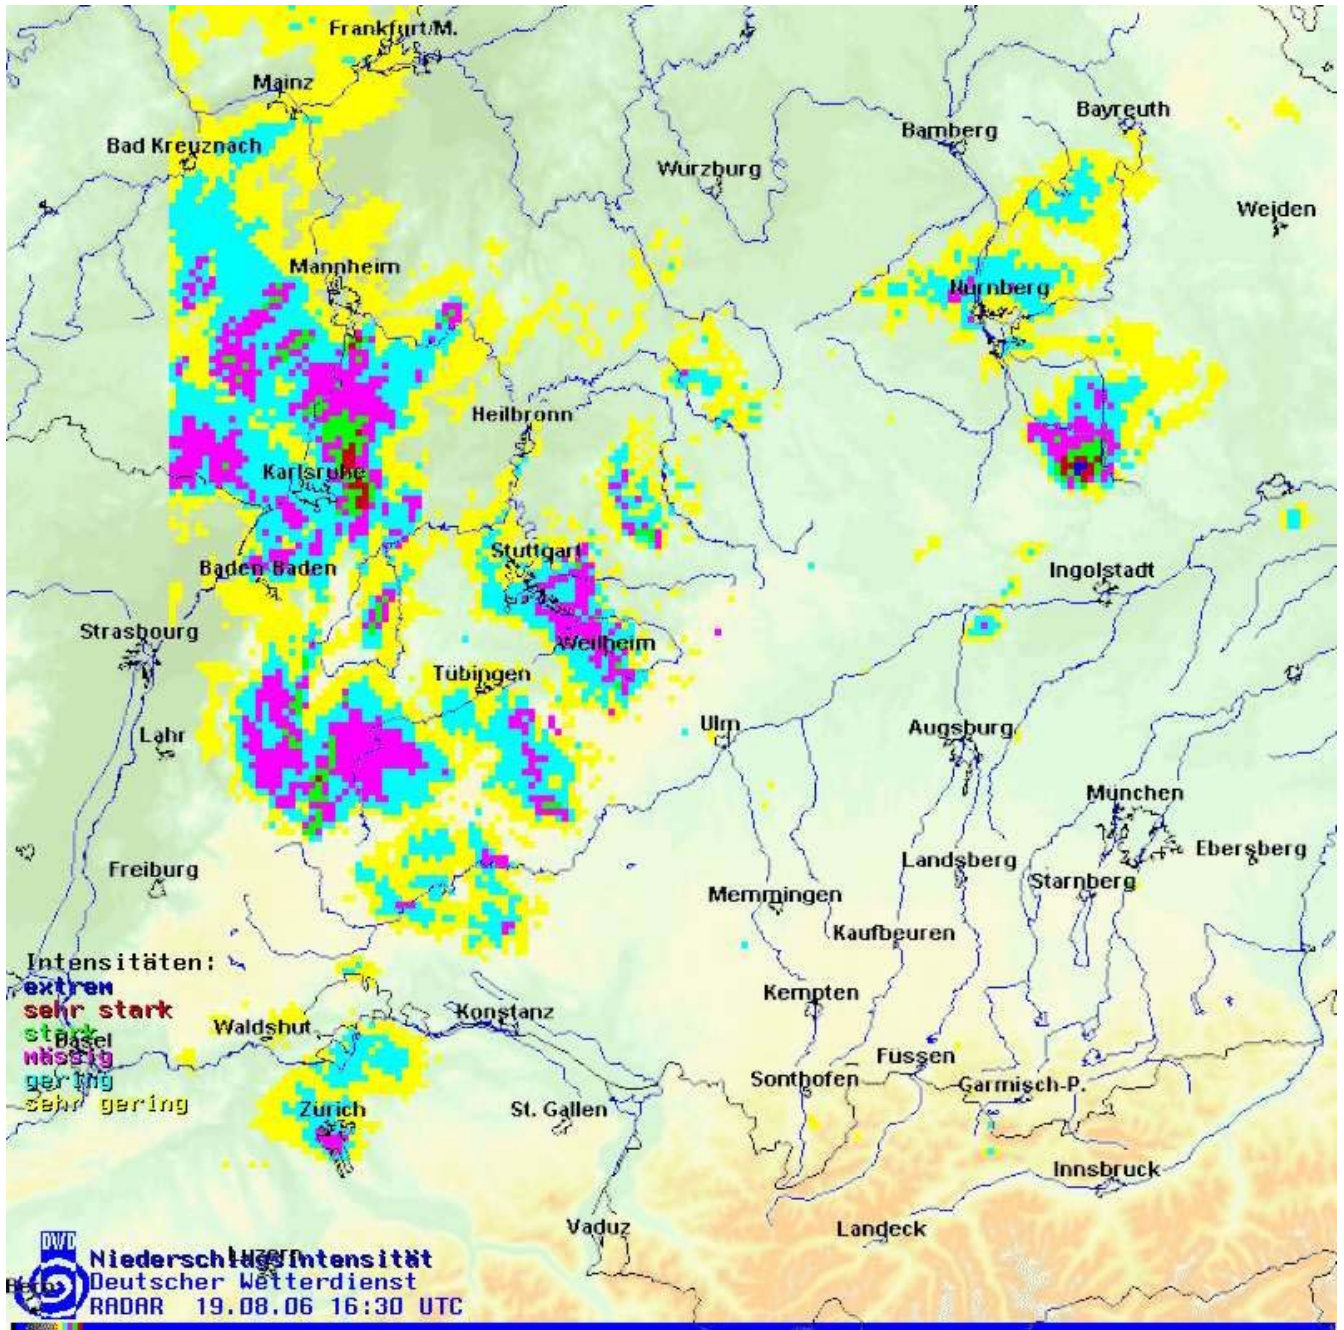 Frankfurt/M.
Mainz
Bayreuth
Bamberg
Bad Kreuznach
Wurzburg
Weiden
Mannheim
Nürnberg
Heilbronn
Karlsruhe
Stuttgart
Baden Baden
Ingolstadt
Strasbourg
Weilheim
Tübingen
Ulm
Augsburg
Lahr
München
Ebersberg
Landsberg
Freiburg
Starnberg
Memmingen
Kaufbeuren
Intensitäten:
extrem
sehr stark
stark
mässig
gering
sehr gering
Kempten
Konstanz
Waldshut
Basel
Füssen
Sonthofen
Garmisch-P.
Zürich
St. Gallen
Innsbruck
Vaduz
Landeck
DWD
Luzern
Niederschlagsintensität
Deutscher Wetterdienst
Bern
RADAR 19.08.06 16:30 UTC